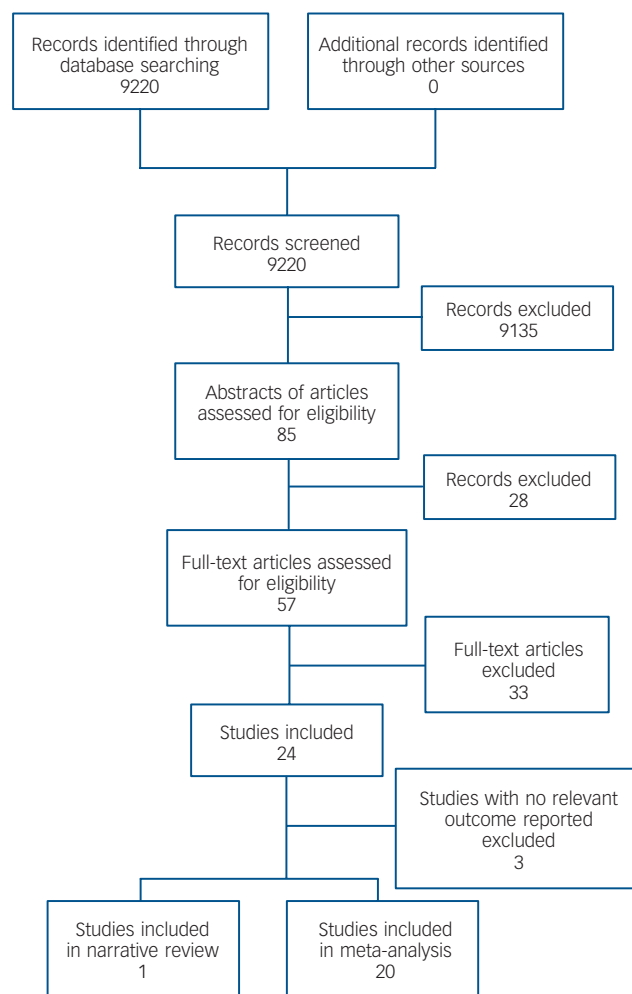 Records identified through
database searching
9220
Additional records identified
through other sources
0
Records screened
9220
Records excluded
9135
Abstracts of articles
assessed for eligibility
85
Records excluded
28
Full-text articles assessed
for eligibility
57
Full-text articles
excluded
33
Studies included
24
Studies with no relevant
outcome reported
excluded
3
Studies included
in narrative review
1
Studies included
in meta-analysis
20